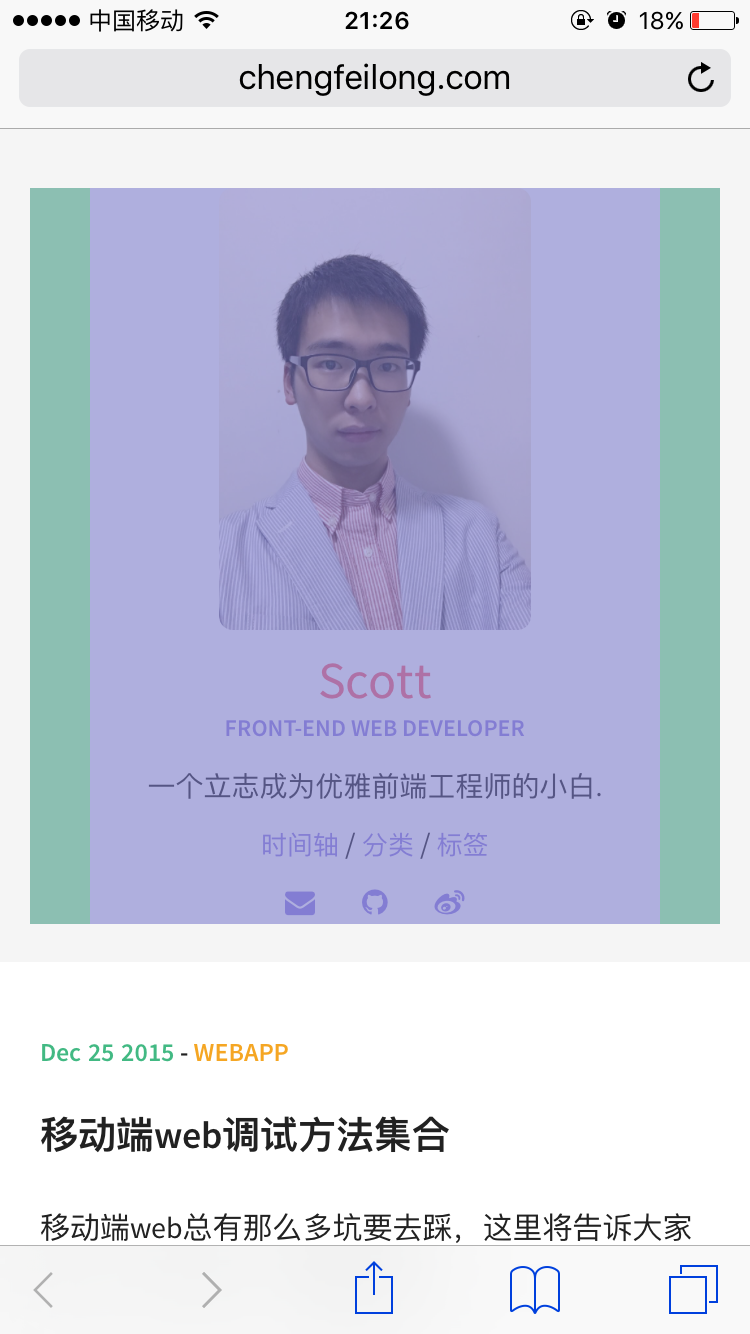 中国移动 21:26 18%
chengfeilong.com
Scott
FRONT-END WEB DEVELOPER
一个立志成为优雅前端工程师的小白.
时间轴 / 分类 / 标签
Dec 25 2015 - WEBAPP
移动端web调试方法集合
移动端web总有那么多坑要去踩，这里将告诉大家